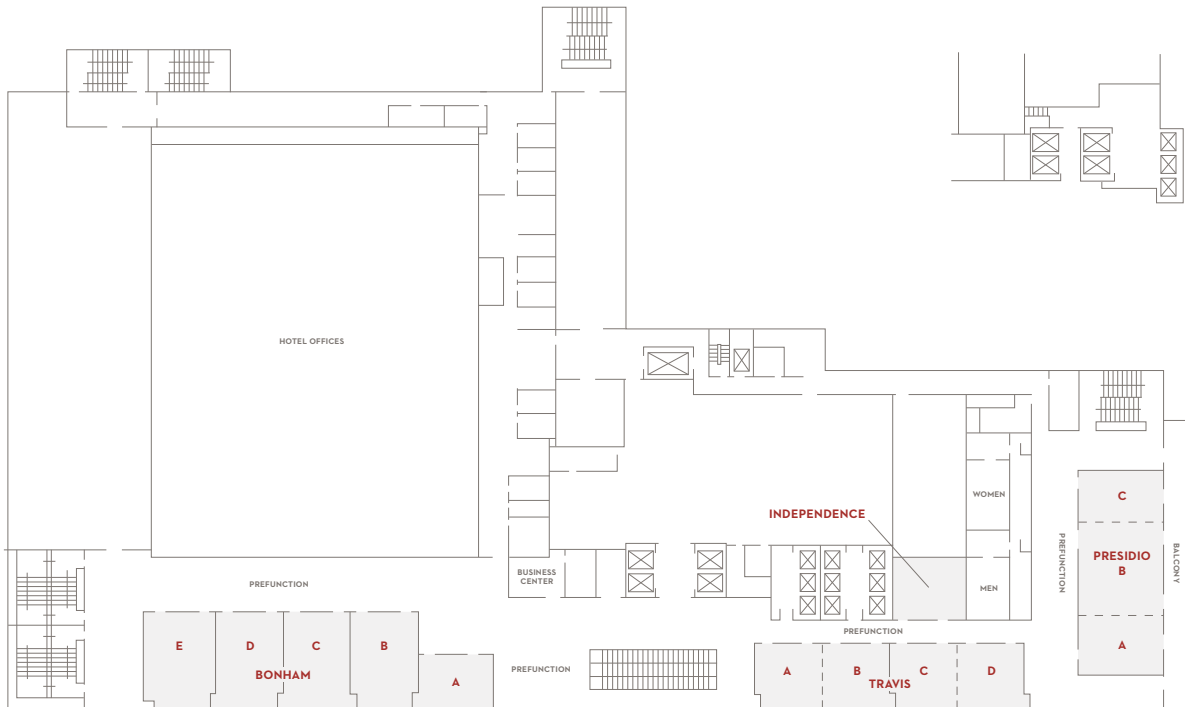 HOTEL OFFICES
INDEPENDENCE
WOMEN
C
PREFUNCTION
PRESIDIO
B
BALCONY
BUSINESS
CENTER
PREFUNCTION
MEN
PREFUNCTION
E
D
C
B
A
BONHAM
PREFUNCTION
A
B
C
D
TRAVIS
A